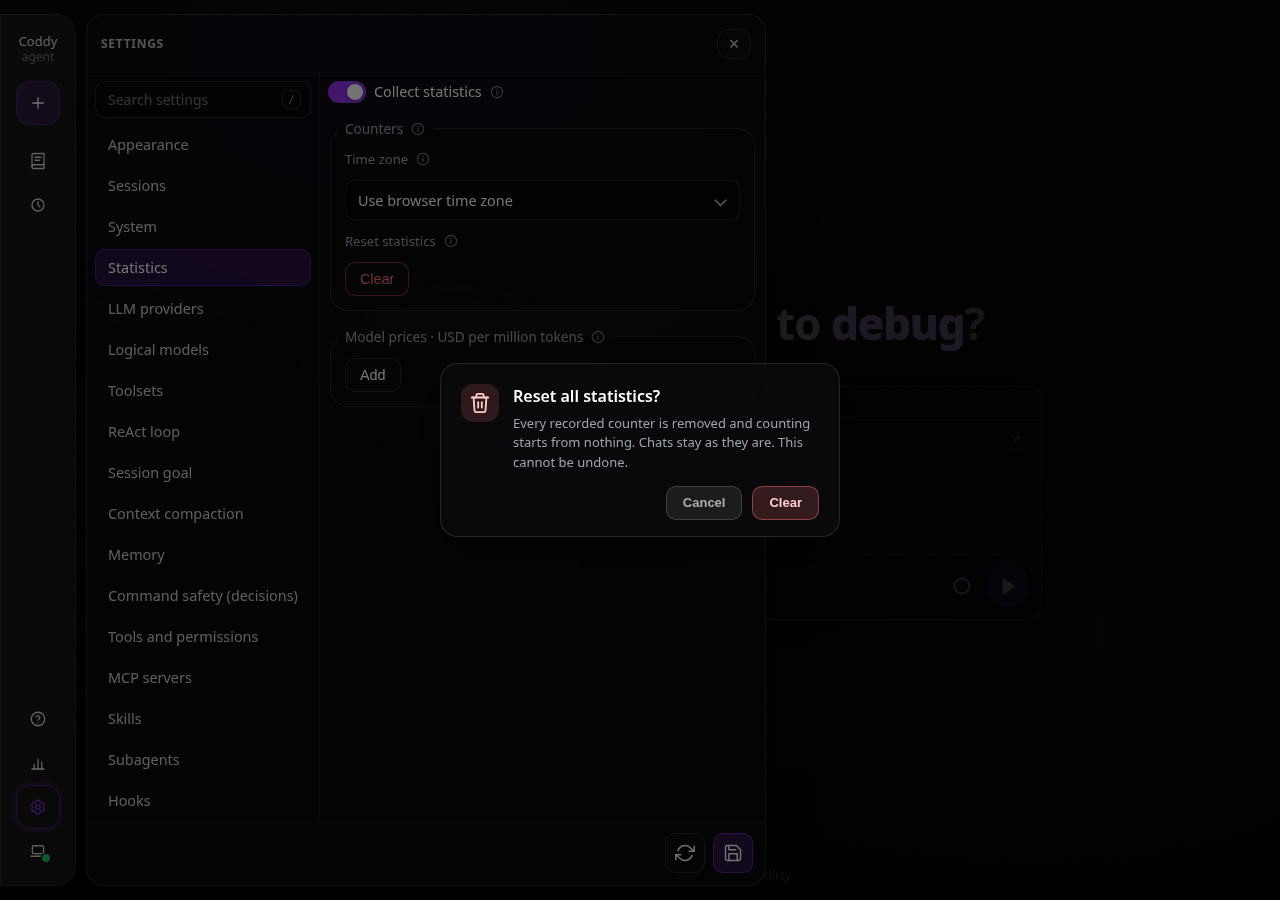 Coddy
agent
SETTINGS
Search settings /
Appearance
Sessions
System
Statistics
LLM providers
Logical models
Toolsets
ReAct loop
Session goal
Context compaction
Memory
Command safety (decisions)
Tools and permissions
MCP servers
Skills
Subagents
Hooks
Collect statistics
Counters
Time zone
Use browser time zone
Reset statistics
Clear
Model prices · USD per million tokens
Add
to debug?
Reset all statistics?
Every recorded counter is removed and counting
starts from nothing. Chats stay as they are. This
cannot be undone.
Cancel
Clear
dirty